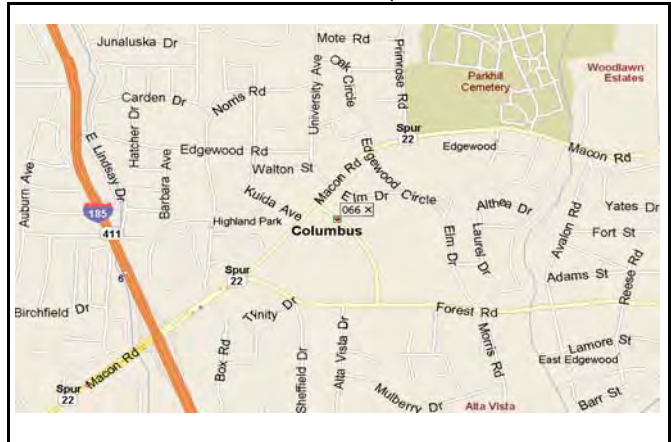 Junaluska Dr
Mote Rd
Primrose Rd
Oak Circle
University Ave
Parkhill
Cemetery
Woodlawn
Estates
Carden Dr
Hatcher Dr
Norris Rd
E Lindsay Dr
Auburn Ave
Barbara Ave
Edgewood Rd
Walton St
Macon Rd
Spur
22
Edgewood
Macon Rd
Edgewood Circle
Elm Dr
Kuida Ave
066 ×
Highland Park
Columbus
185
411
Althea Dr
Laurel Dr
Elm Dr
Avalon Rd
Yates Dr
Fort St
Adams St
Reese Rd
6
Spur
22
Birchfield Dr
Trinity Dr
Forest Rd
Macon Rd
Box Rd
Sheffield Dr
Alta Vista Dr
Morris Rd
Lamore St
East Edgewood
Spur
22
Mulberry Dr
Alta Vista
Barr St